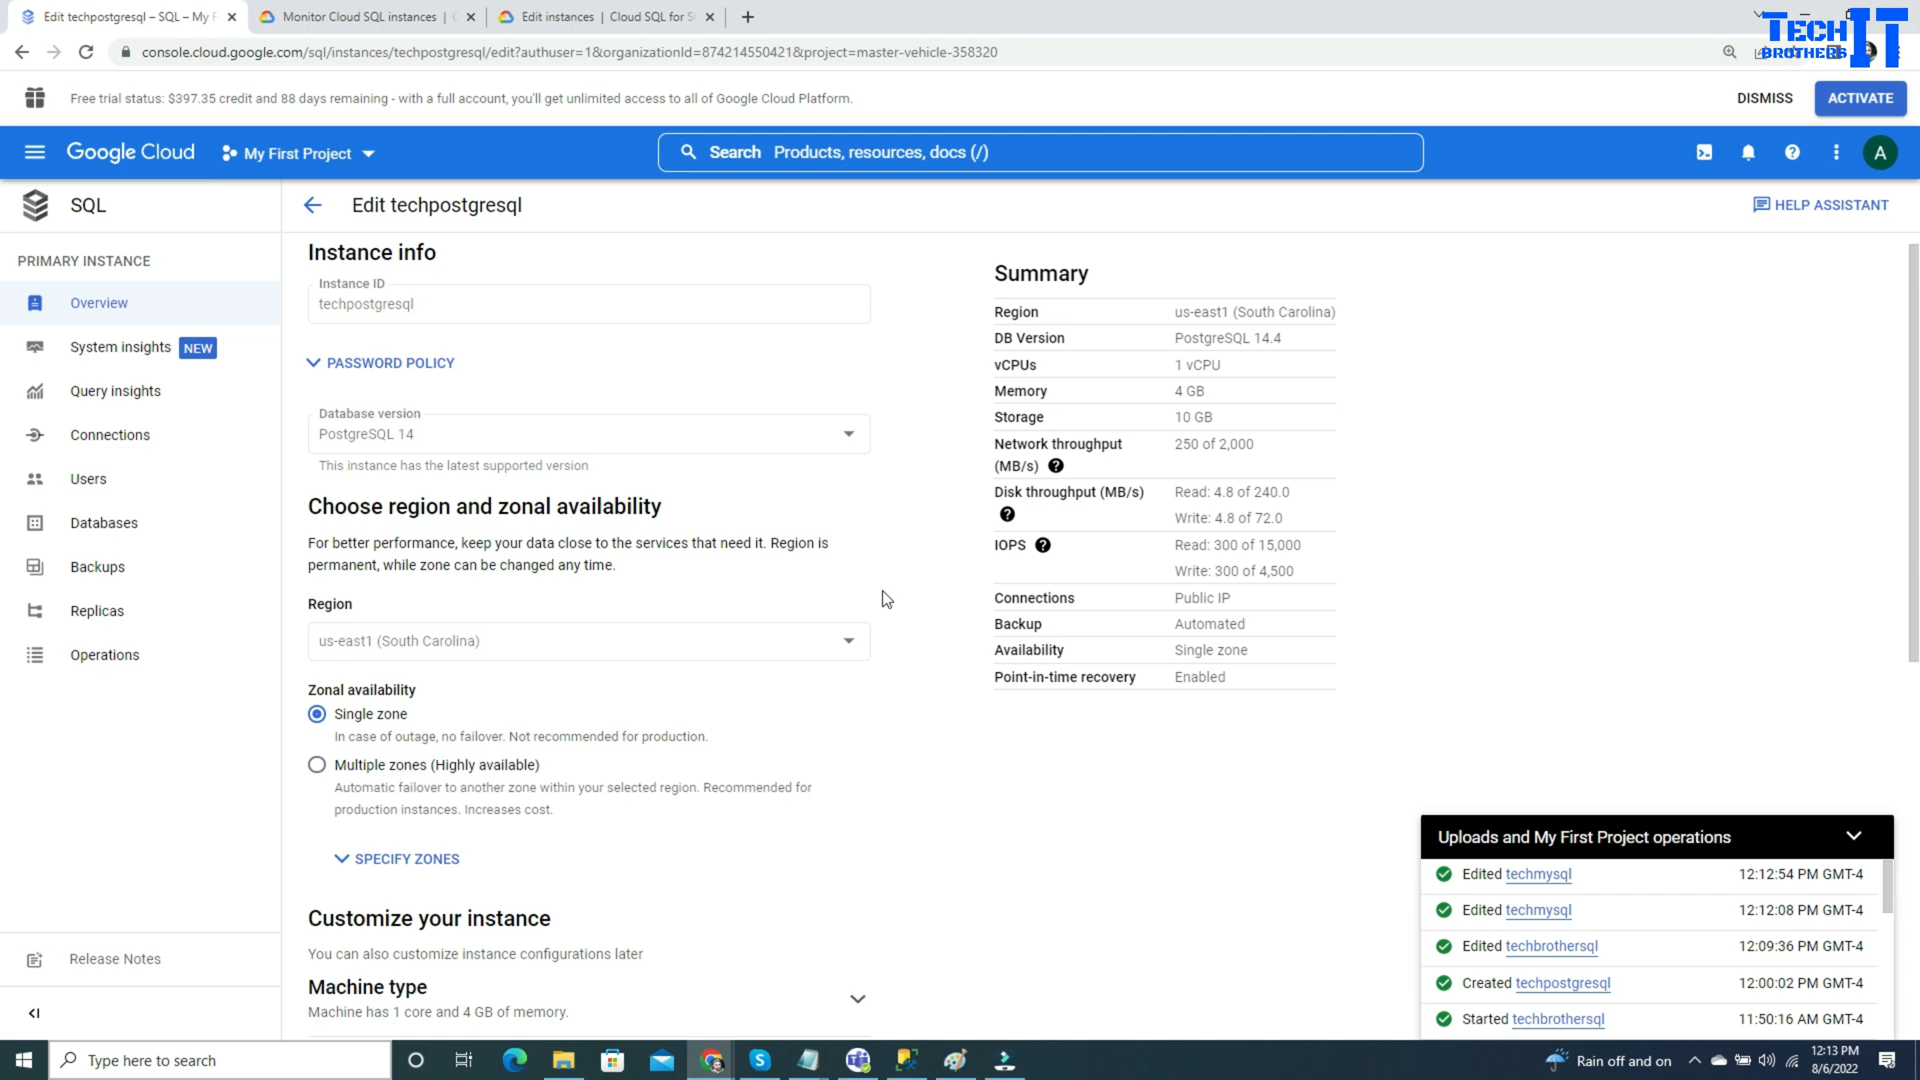 Edit techpostgresql – SQL – My F
Monitor Cloud SQL instances | C
Edit instances | Cloud SQL for S
TECH IT
BROTHERS
console.cloud.google.com/sql/instances/techpostgresql/edit?authuser=1&organizationId=874214550421&project=master-vehicle-358320
Free trial status: $397.35 credit and 88 days remaining - with a full account, you'll get unlimited access to all of Google Cloud Platform.
DISMISS
ACTIVATE
Google Cloud
My First Project
Search Products, resources, docs (/)
A
SQL
Edit techpostgresql
HELP ASSISTANT
PRIMARY INSTANCE
Overview
System insights NEW
Query insights
Connections
Users
Databases
Backups
Replicas
Operations
Release Notes
Instance info
Instance ID
techpostgresql
PASSWORD POLICY
Database version
PostgreSQL 14
This instance has the latest supported version
Choose region and zonal availability
For better performance, keep your data close to the services that need it. Region is
permanent, while zone can be changed any time.
Region
us-east1 (South Carolina)
Zonal availability
Single zone
In case of outage, no failover. Not recommended for production.
Multiple zones (Highly available)
Automatic failover to another zone within your selected region. Recommended for
production instances. Increases cost.
SPECIFY ZONES
Customize your instance
You can also customize instance configurations later
Machine type
Machine has 1 core and 4 GB of memory.
Summary
Region us-east1 (South Carolina)
DB Version PostgreSQL 14.4
vCPUs 1 vCPU
Memory 4 GB
Storage 10 GB
Network throughput 250 of 2,000
(MB/s)
Disk throughput (MB/s) Read: 4.8 of 240.0
Write: 4.8 of 72.0
IOPS Read: 300 of 15,000
Write: 300 of 4,500
Connections Public IP
Backup Automated
Availability Single zone
Point-in-time recovery Enabled
Uploads and My First Project operations
Edited techmysql 12:12:54 PM GMT-4
Edited techmysql 12:12:08 PM GMT-4
Edited techbrothersql 12:09:36 PM GMT-4
Created techpostgresql 12:00:02 PM GMT-4
Started techbrothersql 11:50:16 AM GMT-4
Type here to search
Rain off and on
12:13 PM
8/6/2022